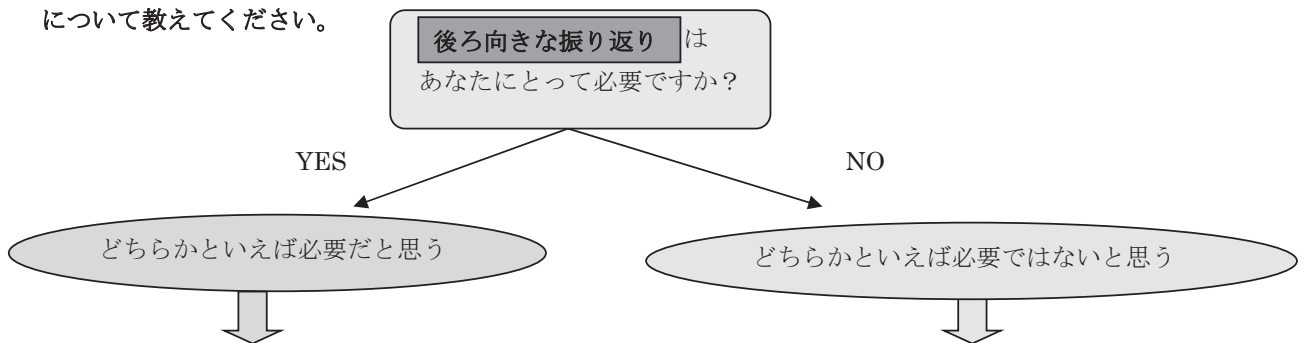 について教えてください。
後ろ向きな振り返り は
あなたにとって必要ですか？
YES
NO
どちらかといえば必要だと思う
どちらかといえば必要ではないと思う